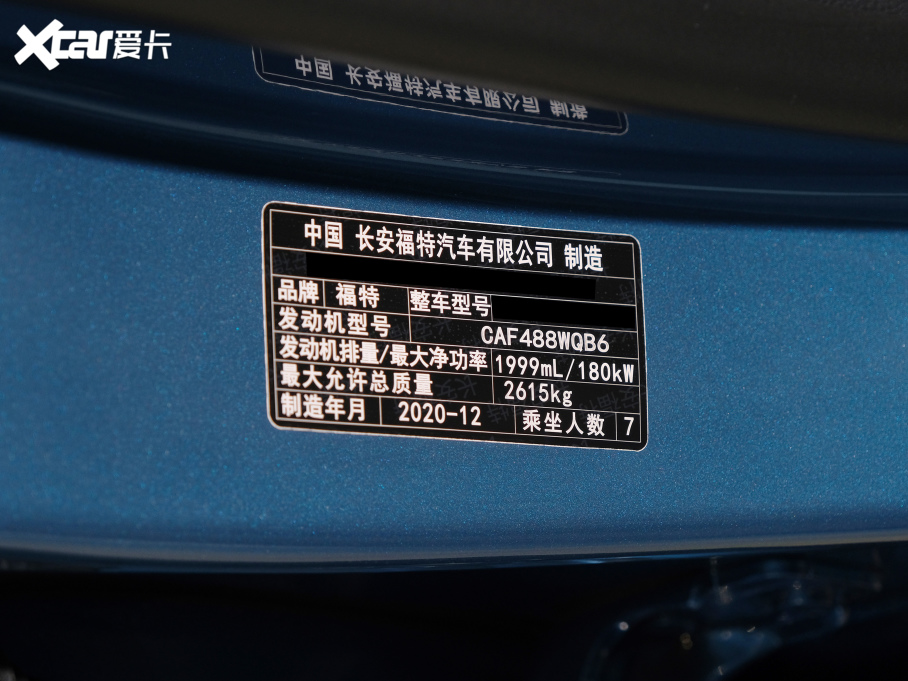 Xcar爱卡
中国 长安福特汽车有限公司 制造
品牌 福特 整车型号
发动机型号 CAF488WQB6
发动机排量/最大净功率 1999mL/180kW
最大允许总质量 2615kg
制造年月 2020-12 乘坐人数 7